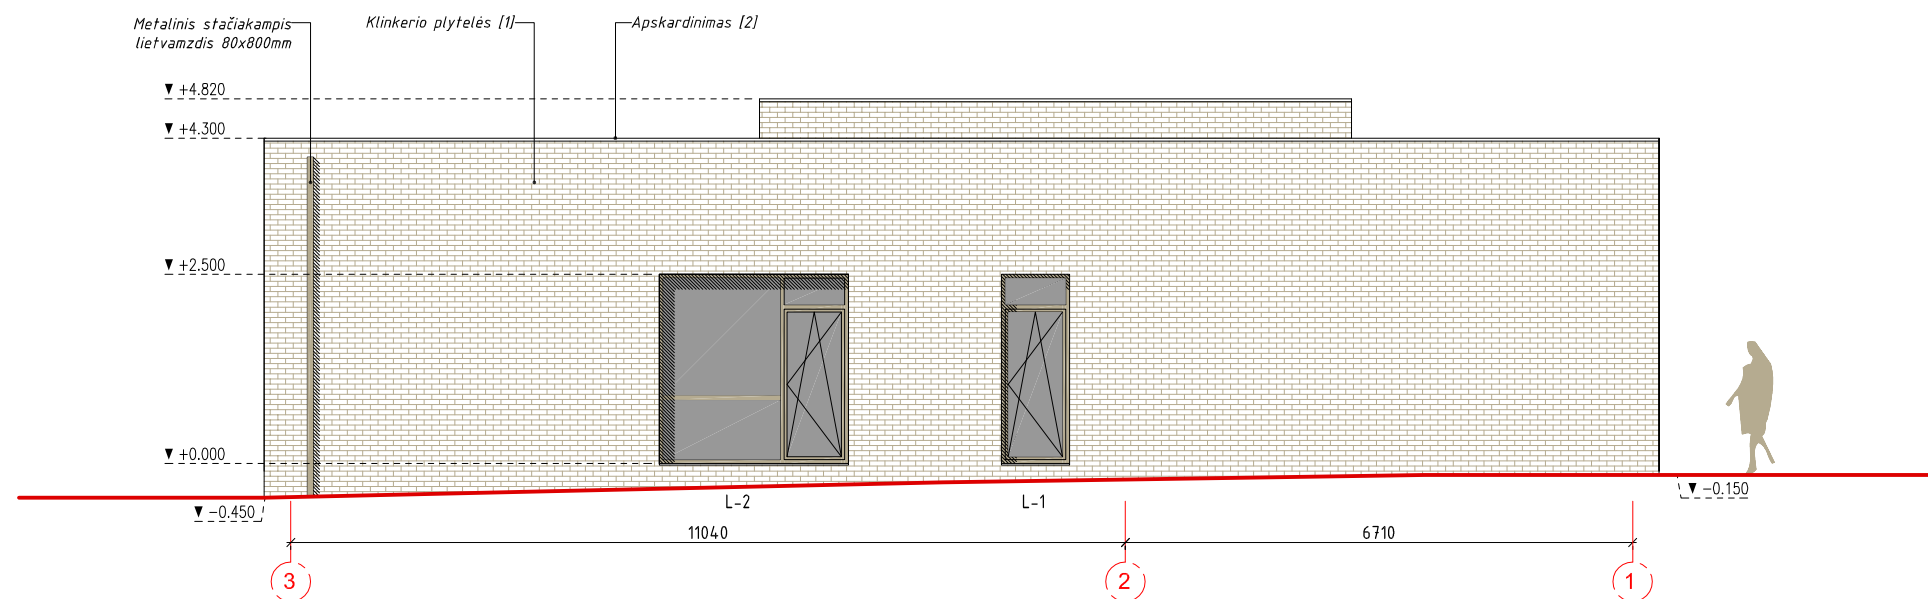 Metalinis stačiakampis
lietvamzdis 80x800mm
Klinkerio plytelės [1]
Apskardinimas [2]
+4.820
+4.300
+2.500
+0.000
-0.450
-0.150
L-2
L-1
11040
6710
3
2
1